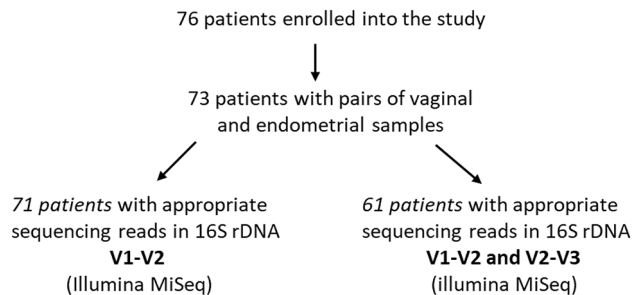 76 patients enrolled into the study
73 patients with pairs of vaginal
and endometrial samples
71 patients with appropriate
sequencing reads in 16S rDNA
V1-V2
(Illumina MiSeq)
61 patients with appropriate
sequencing reads in 16S rDNA
V1-V2 and V2-V3
(illumina MiSeq)